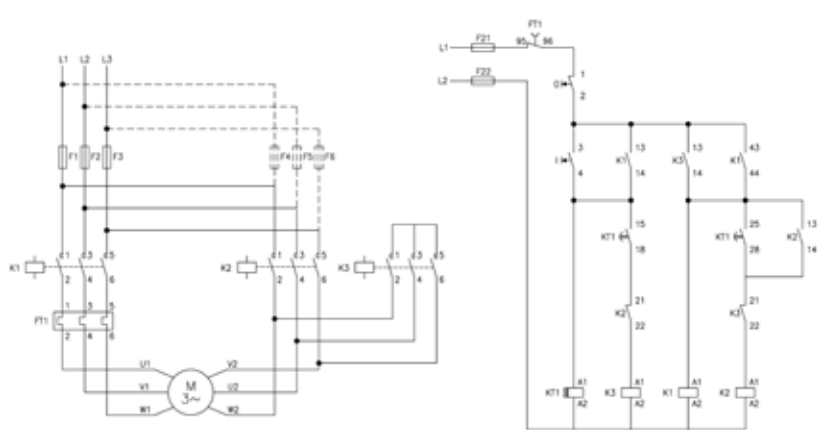 L1 L2 L3
F1 F2 F3 F4 F5 F6
K1 1 3 5 K2 1 3 5 K3 1 3 5
2 4 6 2 4 6 2 4 6
1 3 5
FT1
2 4 6
U1 V2
V1 M 3~ U2
W1 W2
FT1
L1 F21 95 96
L2 F22
1
O
2
3 13 13 43
I K1 K3 K1
4 14 14 44
15 25 13
KT1 KT1 K2
18 28 14
21 21
K2 K3
22 22
A1 A1 A1 A1
KT1 K3 K1 K2
A2 A2 A2 A2